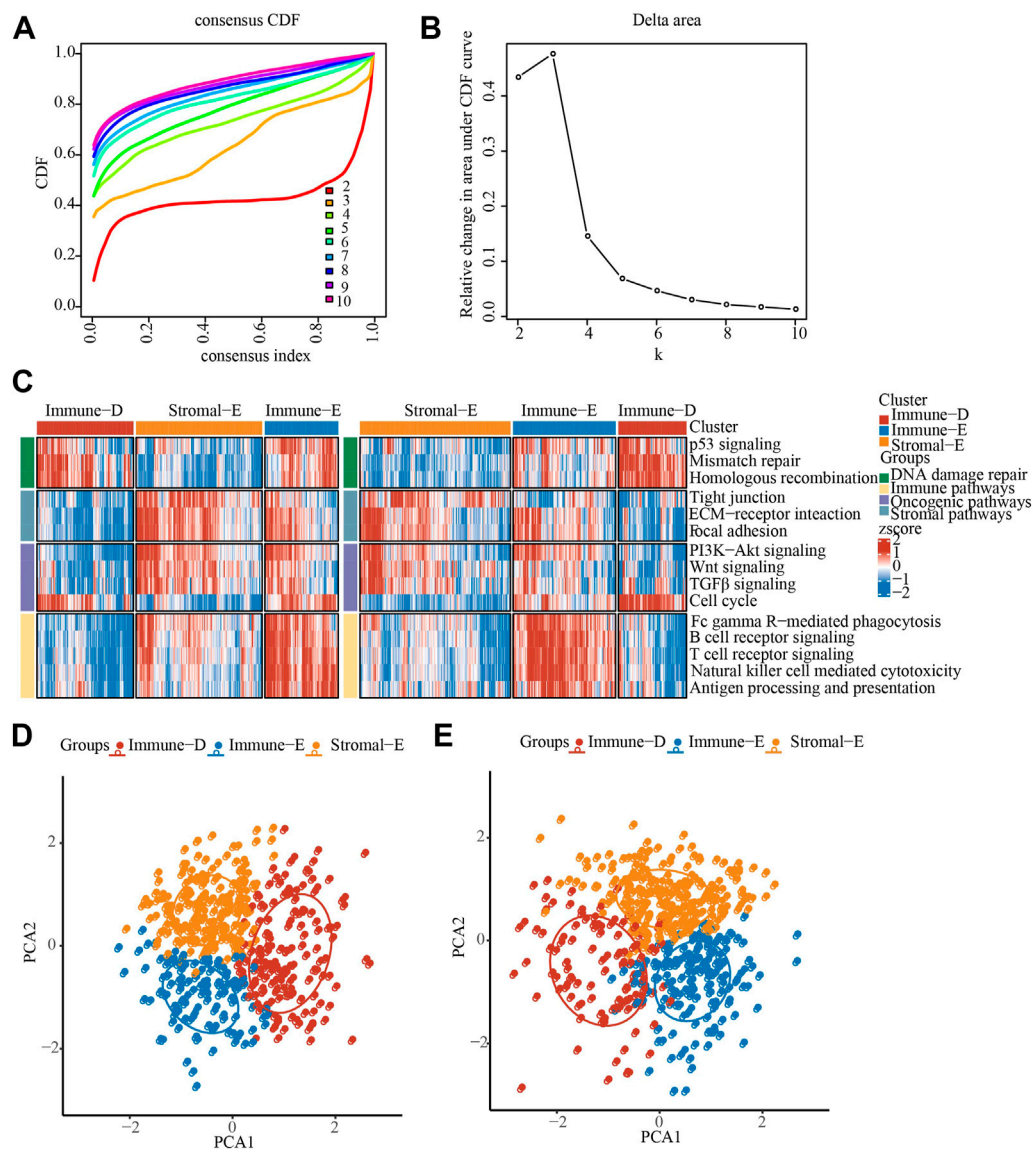 A
consensus CDF
CDF
1.0
0.8
0.6
0.4
0.2
0.0
2
3
4
5
6
7
8
9
10
0.0
0.2
0.4
0.6
0.8
1.0
consensus index
B
Delta area
Relative change in area under CDF curve
0.4
0.3
0.2
0.1
0.0
2
4
6
8
10
k
C
Immune−D
Stromal−E
Immune−E
Stromal−E
Immune−E
Immune−D
Cluster
p53 signaling
Mismatch repair
Homologous recombination
Tight junction
ECM−receptor inteaction
Focal adhesion
PI3K−Akt signaling
Wnt signaling
TGFβ signaling
Cell cycle
Fc gamma R−mediated phagocytosis
B cell receptor signaling
T cell receptor signaling
Natural killer cell mediated cytotoxicity
Antigen processing and presentation
Cluster
Immune−D
Immune−E
Stromal−E
Groups
DNA damage repair
Immune pathways
Oncogenic pathways
Stromal pathways
zscore
2
1
0
−1
−2
D
Groups Immune−D Immune−E Stromal−E
PCA2
2
0
−2
−2
0
2
PCA1
E
Groups Immune−D Immune−E Stromal−E
PCA2
2
0
−2
−2
0
2
PCA1